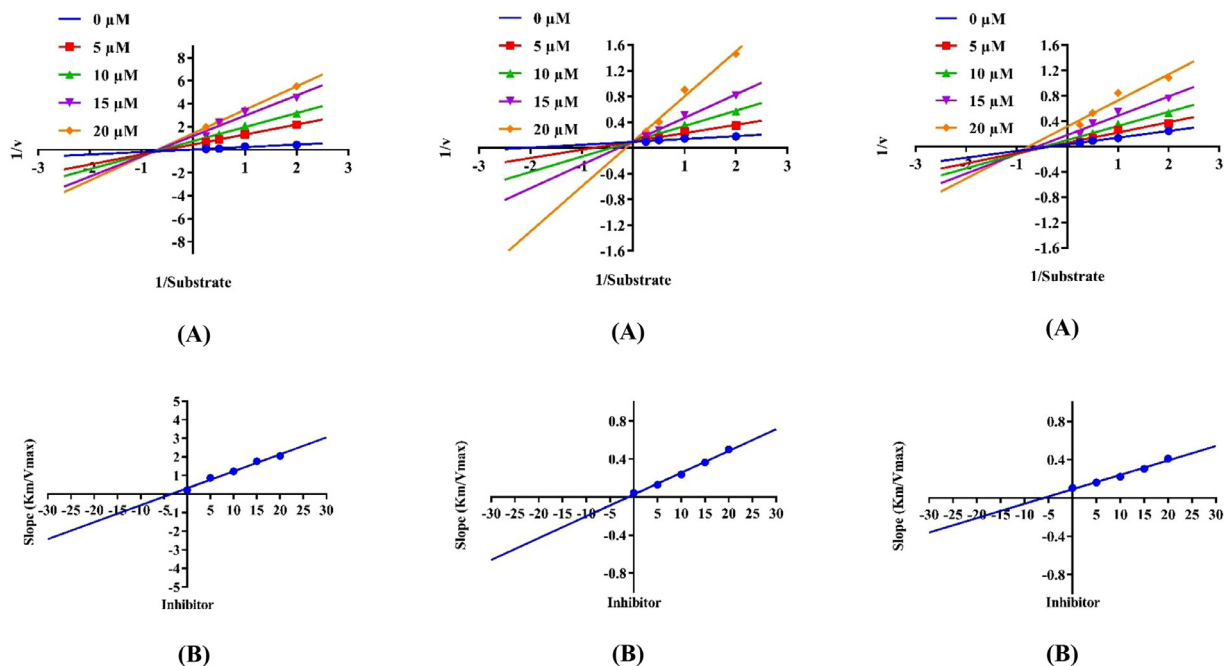 0 µM
5 µM
10 µM
15 µM
20 µM
8
6
4
2
-2
-4
-6
-8
-3 -2 -1 1 2 3
1/v
1/Substrate
(A)
0 µM
5 µM
10 µM
15 µM
20 µM
1.6
1.2
0.8
0.4
-0.4
-0.8
-1.2
-1.6
-3 -2 -1 1 2 3
1/v
1/Substrate
(A)
0 µM
5 µM
10 µM
15 µM
20 µM
1.6
1.2
0.8
0.4
-0.4
-0.8
-1.2
-1.6
-3 -2 -1 1 2 3
1/v
1/Substrate
(A)
5
4
3
2
1
-1
-2
-3
-4
-5
-30 -25 -20 -15 -10 -5 0 5 10 15 20 25 30
Slope (Km/Vmax)
Inhibitor
(B)
0.8
0.4
-0.4
-0.8
-30 -25 -20 -15 -10 -5 0 5 10 15 20 25 30
Slope (Km/Vmax)
Inhibitor
(B)
0.8
0.4
-0.4
-0.8
-30 -25 -20 -15 -10 -5 0 5 10 15 20 25 30
Slope (Km/Vmax)
Inhibitor
(B)